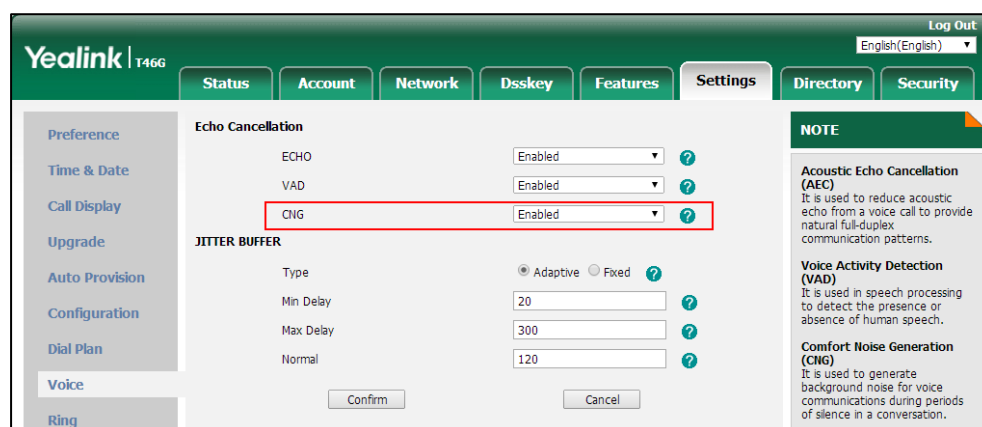 Log Out
Yealink | T46G
English(English)
Status Account Network Dsskey Features Settings Directory Security
Preference
Time & Date
Call Display
Upgrade
Auto Provision
Configuration
Dial Plan
Voice
Ring
Echo Cancellation
ECHO Enabled ?
VAD Enabled ?
CNG Enabled ?
JITTER BUFFER
Type Adaptive Fixed ?
Min Delay 20 ?
Max Delay 300 ?
Normal 120 ?
Confirm Cancel
NOTE
Acoustic Echo Cancellation
(AEC)
It is used to reduce acoustic
echo from a voice call to provide
natural full-duplex
communication patterns.
Voice Activity Detection
(VAD)
It is used in speech processing
to detect the presence or
absence of human speech.
Comfort Noise Generation
(CNG)
It is used to generate
background noise for voice
communications during periods
of silence in a conversation.